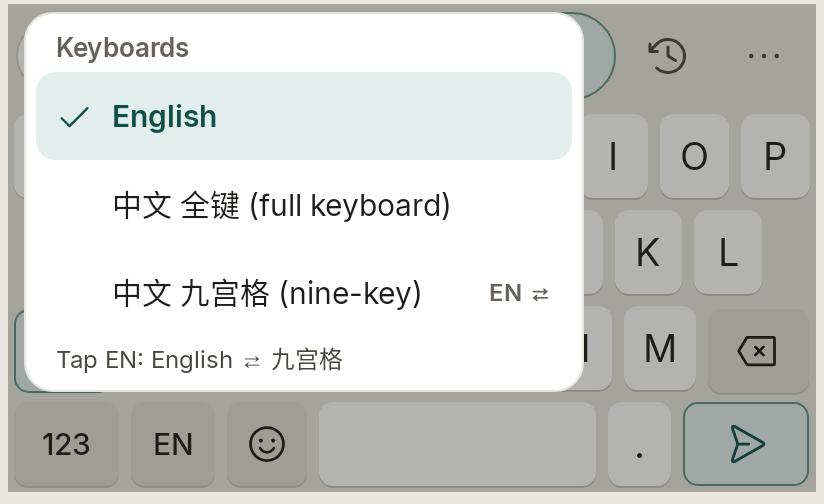 Keyboards
English
中文 全键 (full keyboard)
中文 九宫格 (nine-key) EN ⇄
Tap EN: English ⇄ 九宫格
I O P
K L
M
123 EN .